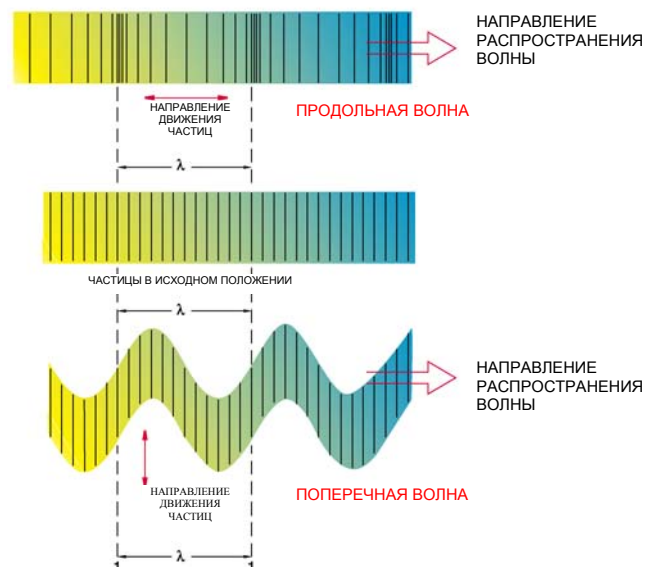 НАПРАВЛЕНИЕ
РАСПРОСТРАНЕНИЯ
ВОЛНЫ
НАПРАВЛЕНИЕ
ДВИЖЕНИЯ
ЧАСТИЦ
ПРОДОЛЬНАЯ ВОЛНА
λ
ЧАСТИЦЫ В ИСХОДНОМ ПОЛОЖЕНИИ
λ
НАПРАВЛЕНИЕ
РАСПРОСТРАНЕНИЯ
ВОЛНЫ
НАПРАВЛЕНИЕ
ДВИЖЕНИЯ
ЧАСТИЦ
ПОПЕРЕЧНАЯ ВОЛНА
λ